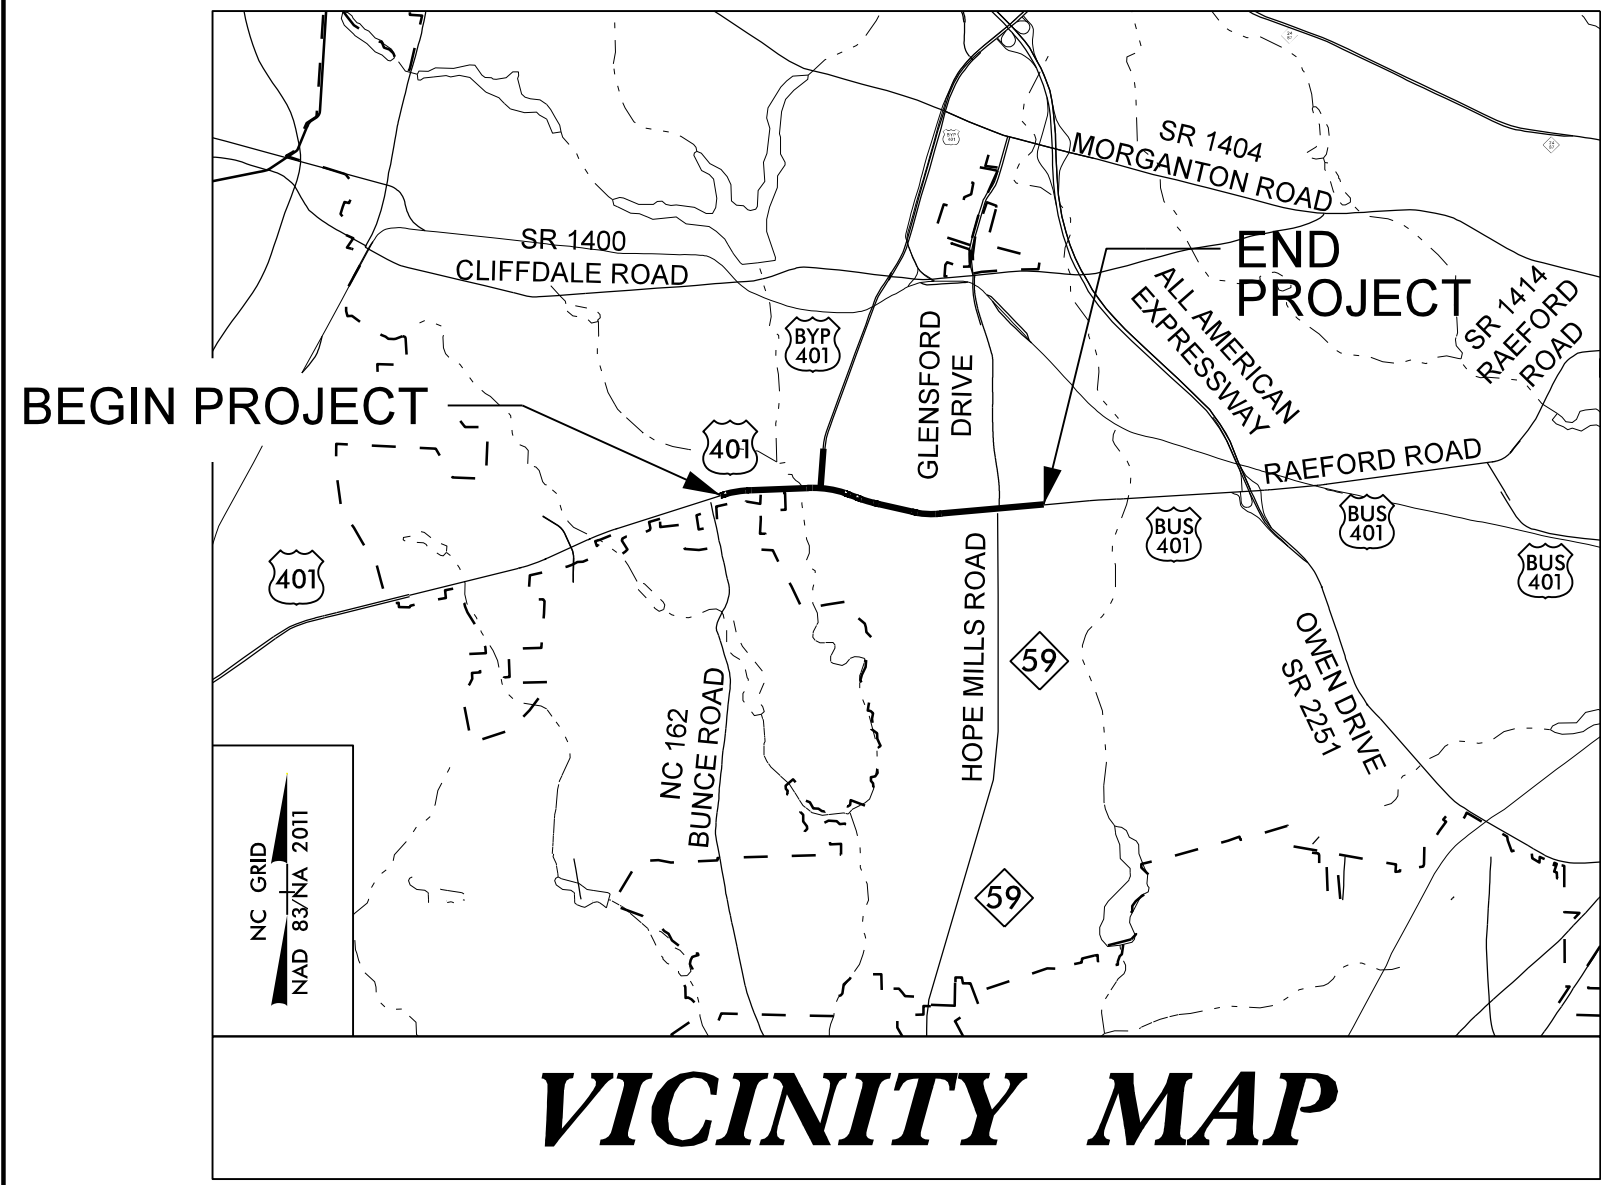 SR 1404
MORGANTON ROAD
SR 1400
CLIFFDALE ROAD
END
PROJECT
ALL AMERICAN
EXPRESSWAY
SR 1414
RAEFORD
ROAD
BYP
401
GLENSFORD
DRIVE
BEGIN PROJECT
401
RAEFORD ROAD
BUS
401
BUS
401
BUS
401
401
HOPE MILLS ROAD
59
OWEN DRIVE
SR 2251
NC 162
BUNCE ROAD
59
NC GRID
NAD 83/NA 2011
VICINITY MAP